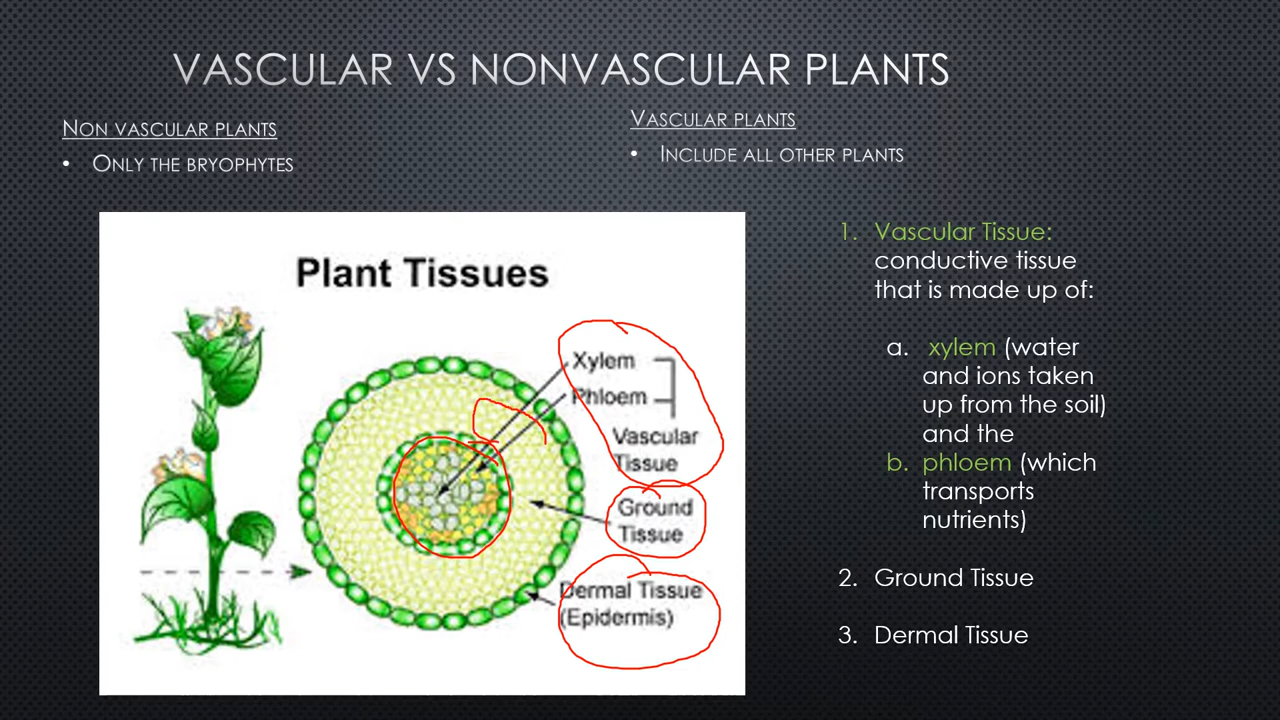 VASCULAR VS NONVASCULAR PLANTS
NON VASCULAR PLANTS
• ONLY THE BRYOPHYTES
VASCULAR PLANTS
• INCLUDE ALL OTHER PLANTS
Plant Tissues
Xylem
Phloem
Vascular
Tissue
Ground
Tissue
Dermal Tissue
(Epidermis)
1. Vascular Tissue:
conductive tissue
that is made up of:
a. xylem (water
and ions taken
up from the soil)
and the
b. phloem (which
transports
nutrients)
2. Ground Tissue
3. Dermal Tissue